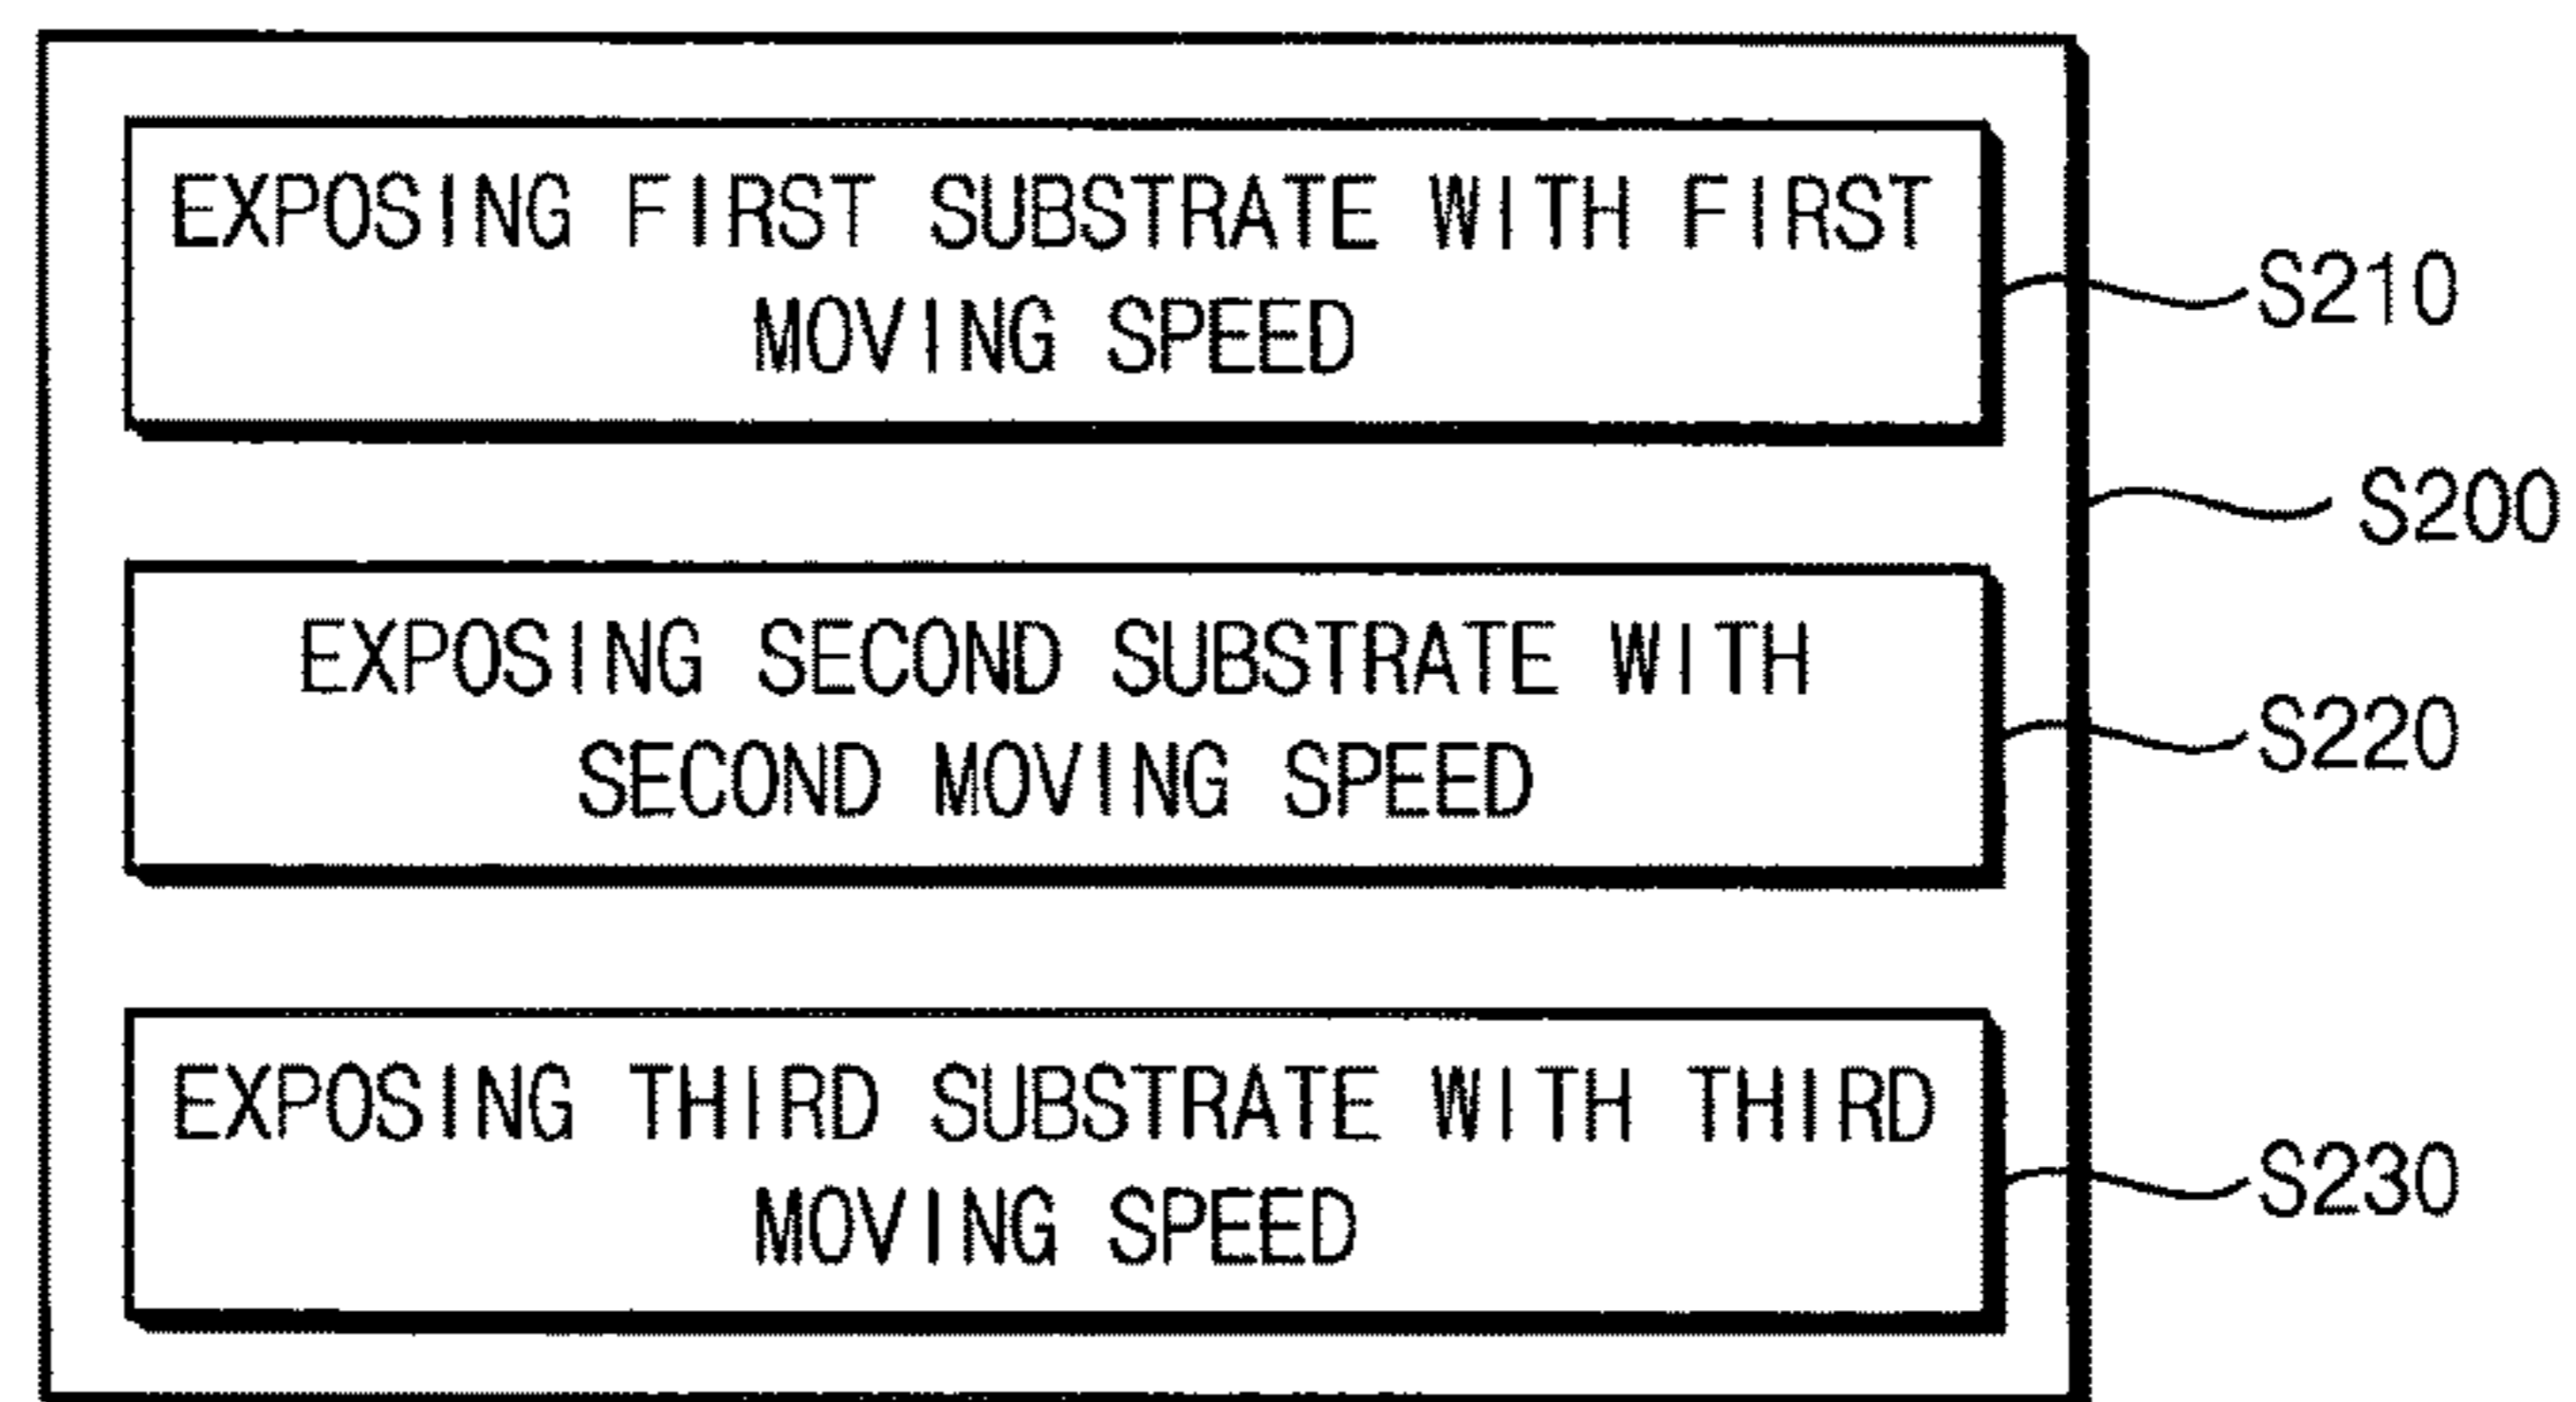 EXPOSING FIRST SUBSTRATE WITH FIRST
MOVING SPEED
S210
S200
EXPOSING SECOND SUBSTRATE WITH
SECOND MOVING SPEED
S220
EXPOSING THIRD SUBSTRATE WITH THIRD
MOVING SPEED
S230